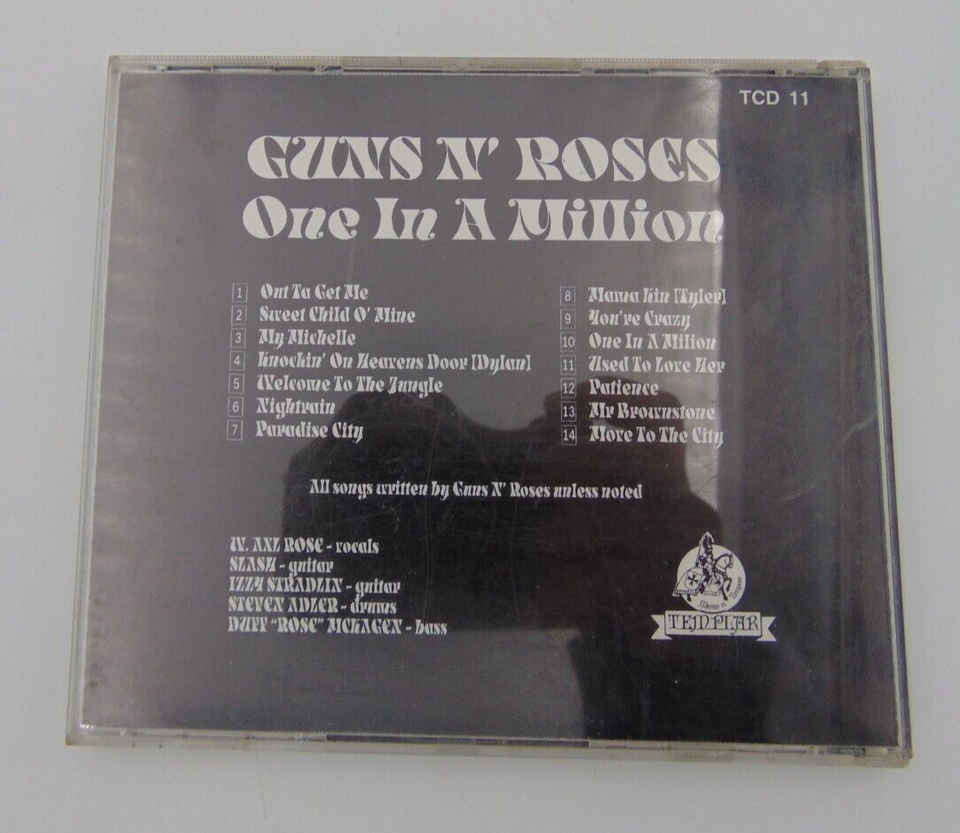 TCD 11
GUNS N' ROSES
One In A Million
1 Out Ta Get Me
2 Sweet Child O' Mine
3 My Michelle
4 Knockin' On Heavens Door [Dylan]
5 Welcome To The Jungle
6 Nightrain
7 Paradise City
8 Mama Kin [Tyler]
9 You're Crazy
10 One In A Milion
11 Used To Love Her
12 Patience
13 Mr Brownstone
14 Move To The City
All songs written by Guns N' Roses unless noted
W. AXL ROSE - vocals
SLASH - guitar
IZZY STRADLIN - guitar
STEVEN ADLER - drums
DUFF "ROSE" MCKAGEN - bass
TEMPLAR